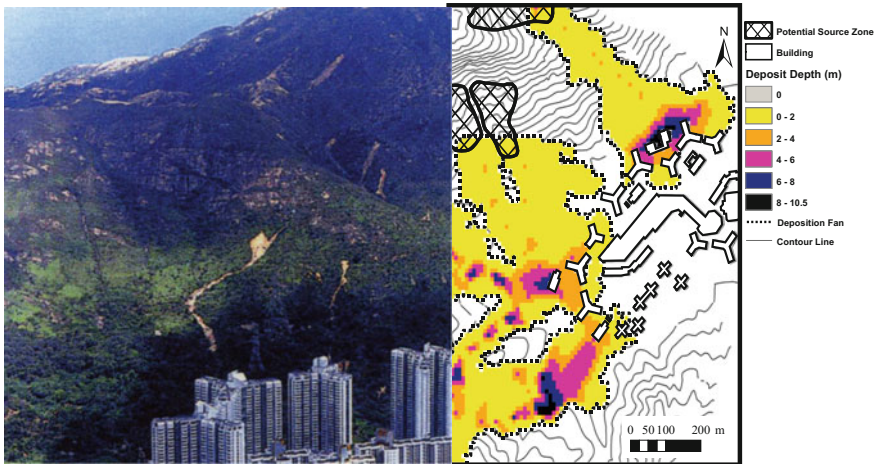 N
Potential Source Zone
Building
Deposit Depth (m)
0
0 - 2
2 - 4
4 - 6
6 - 8
8 - 10.5
Deposition Fan
Contour Line
0 50 100 200 m